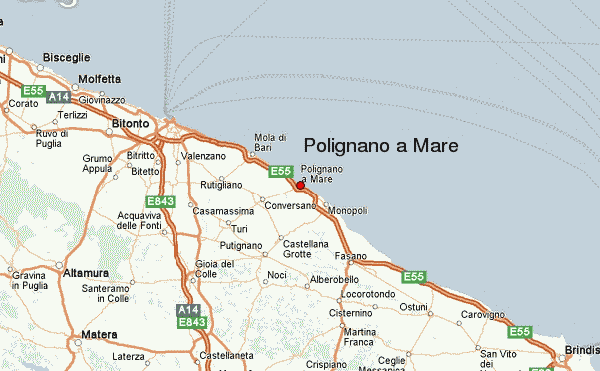 Bisceglie
Molfetta
E55
A14
Giovinazzo
Corato
Terlizzi
Ruvo di
Puglia
Bitonto
Mola di
Bari
Polignano a Mare
Bitritto
Valenzano
Grumo
Appula
Bitetto
E55
Polignano
a Mare
Rutigliano
E843
Conversano
Casamassima
Monopoli
Acquaviva
delle Fonti
Turi
Castellana
Grotte
Putignano
Fasano
Altamura
Gioia del
Colle
Gravina
in Puglia
Santeramo
in Colle
Noci
Alberobello
E55
Locorotondo
A14
E843
Cisternino
Ostuni
Carovigno
Matera
Martina
Franca
E55
Laterza
Castellaneta
Crispiano
Ceglie
Messapica
San Vito
dei
Brindis